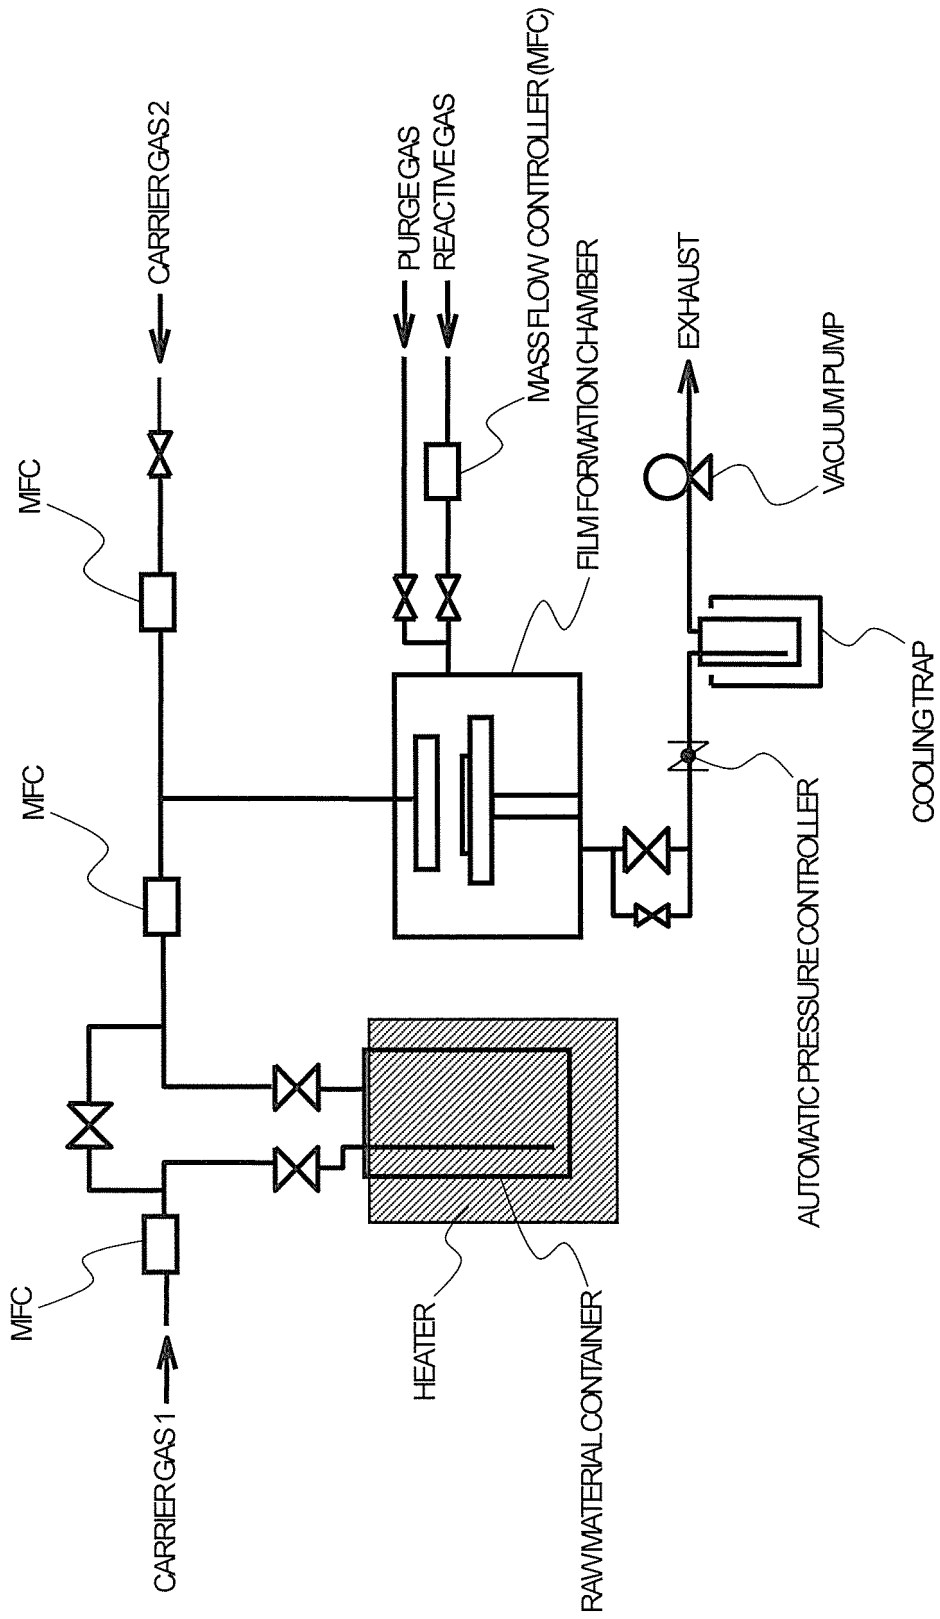 CARRIER GAS 1
MFC
MFC
MFC
CARRIER GAS 2
PURGE GAS
REACTIVE GAS
MASS FLOW CONTROLLER (MFC)
FILM FORMATION CHAMBER
HEATER
RAW MATERIAL CONTAINER
EXHAUST
VACUUM PUMP
COOLING TRAP
AUTOMATIC PRESSURE CONTROLLER